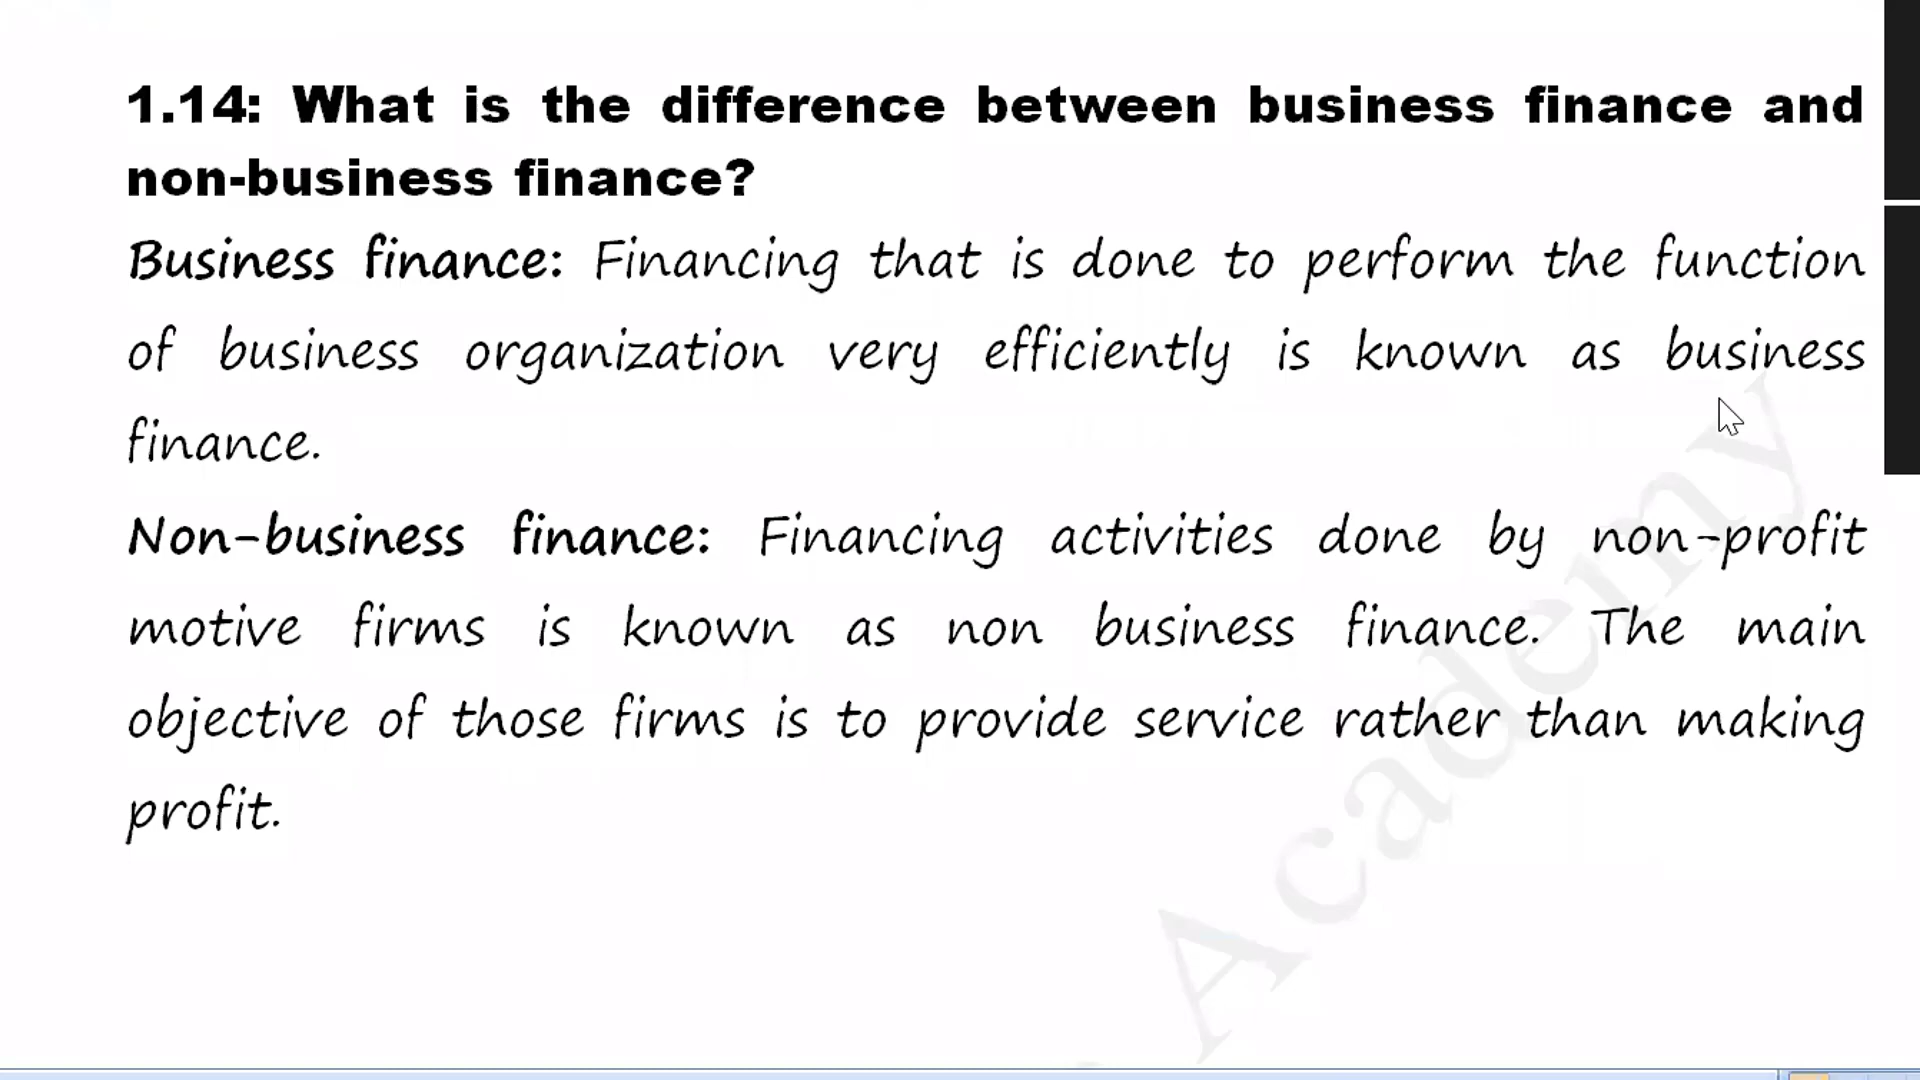 1.14: What is the difference between business finance and
non-business finance?
Business finance: Financing that is done to perform the function
of business organization very efficiently is known as business
finance.
Non-business finance: Financing activities done by non-profit
motive firms is known as non business finance. The main
objective of those firms is to provide service rather than making
profit.
Academy